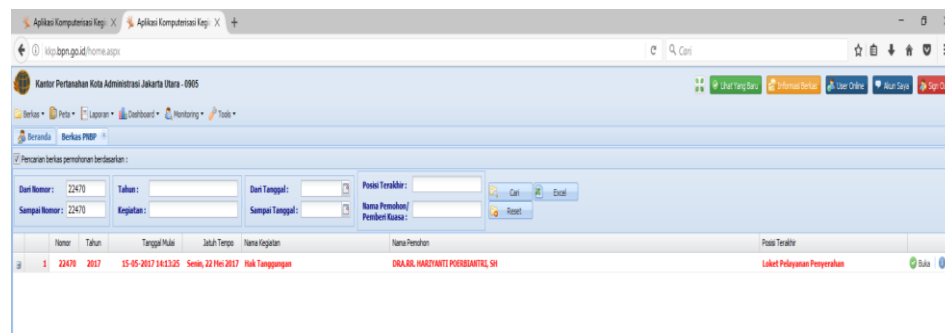 Aplikasi Komputerisasi Kegi Aplikasi Komputerisasi Kegi
kkp.bpn.go.id/home.aspx Cari
Kantor Pertanahan Kota Administrasi Jakarta Utara - 0905 Lihat Yang Baru Informasi Berkas User Online Akun Saya Sign O
Berkas Peta Laporan Dashboard Monitoring Tools
Beranda Berkas PNBP
Pencarian berkas permohonan berdasarkan :
Dari Nomor : 22470 Tahun : Dari Tanggal : Posisi Terakhir : Cari Excel
Sampai Nomor : 22470 Kegiatan : Sampai Tanggal : Nama Pemohon/ Reset
Pemberi Kuasa :
Nomor Tahun Tanggal Mulai Jatuh Tempo Nama Kegiatan Nama Pemohon Posisi Terakhir
1 22470 2017 15-05-2017 14:13:25 Senin, 22 Mei 2017 Hak Tanggungan DRA.RR. HARIYANTI POERBIANTRI, SH Loket Pelayanan Penyerahan Buka